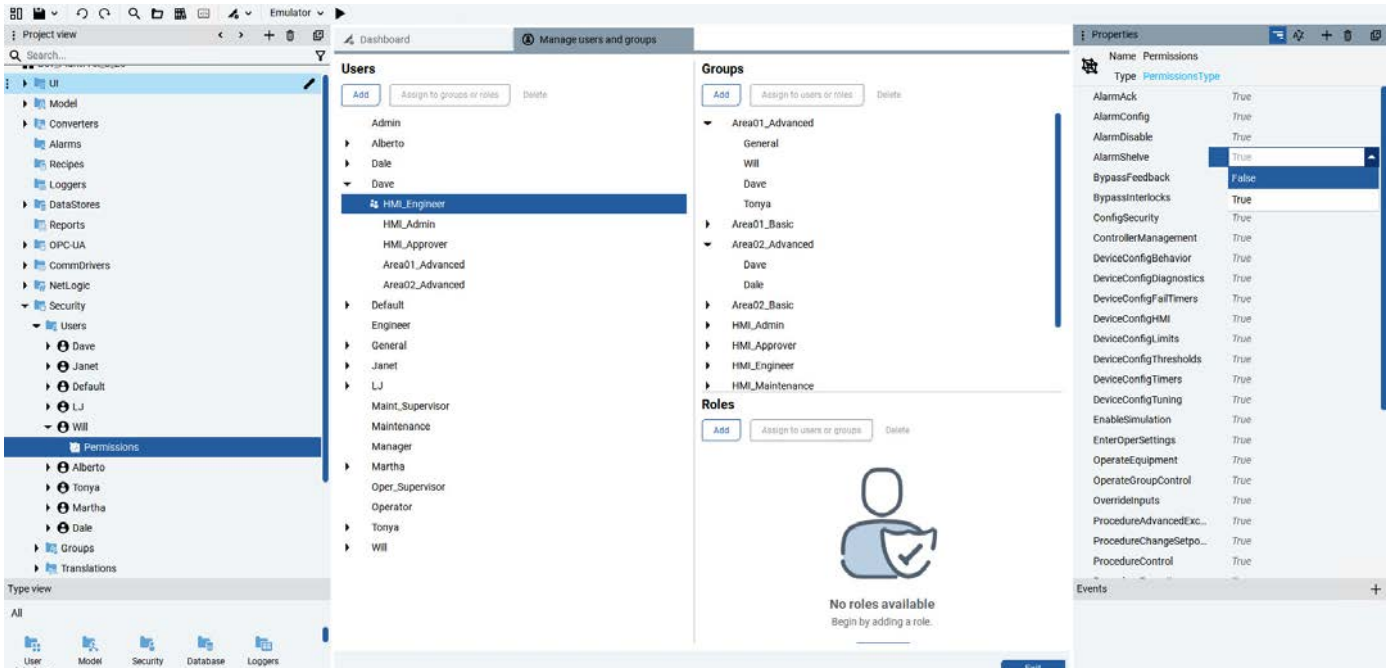 Emulator
Project view
Search...
UI
Model
Converters
Alarms
Recipes
Loggers
DataStores
Reports
OPC-UA
CommDrivers
NetLogic
Security
Users
Dave
Janet
Default
LJ
Will
Permissions
Alberto
Tonya
Martha
Dale
Groups
Translations
Type view
All
User
Model
Security
Database
Loggers
Dashboard
Manage users and groups
Users
Add
Assign to groups or roles
Delete
Admin
Alberto
Dale
Dave
HMI_Engineer
HMI_Admin
HMI_Approver
Area01_Advanced
Area02_Advanced
Default
Engineer
General
Janet
LJ
Maint_Supervisor
Maintenance
Manager
Martha
Oper_Supervisor
Operator
Tonya
Will
Groups
Add
Assign to users or roles
Delete
Area01_Advanced
General
Will
Dave
Tonya
Area01_Basic
Area02_Advanced
Dave
Dale
Area02_Basic
HMI_Admin
HMI_Approver
HMI_Engineer
HMI_Maintenance
Roles
Add
Assign to users or groups
Delete
No roles available
Begin by adding a role.
Exit
Properties
Name Permissions
Type PermissionsType
AlarmAck True
AlarmConfig True
AlarmDisable True
AlarmShelve True
BypassFeedback False
BypassInterlocks True
ConfigSecurity True
ControllerManagement True
DeviceConfigBehavior True
DeviceConfigDiagnostics True
DeviceConfigFailTimers True
DeviceConfigHMI True
DeviceConfigLimits True
DeviceConfigThresholds True
DeviceConfigTimers True
DeviceConfigTuning True
EnableSimulation True
EnterOperSettings True
OperateEquipment True
OperateGroupControl True
OverrideInputs True
ProcedureAdvancedExc... True
ProcedureChangeSetpo... True
ProcedureControl True
Events